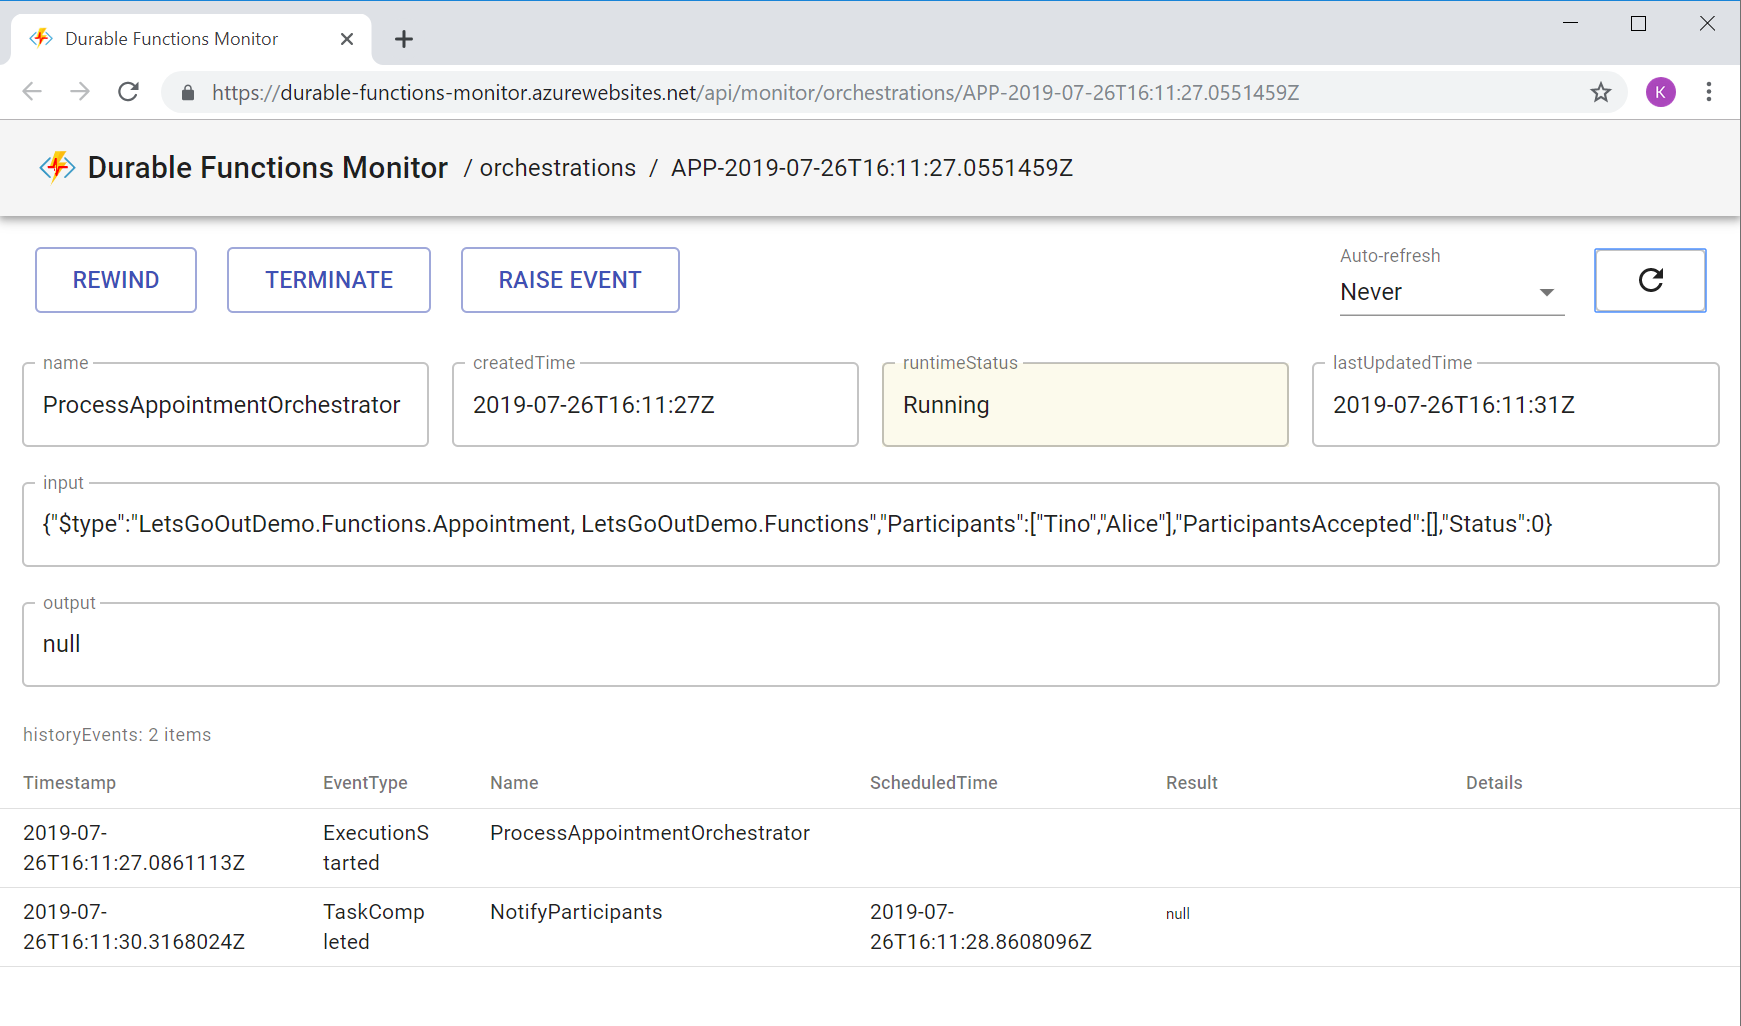 Durable Functions Monitor
https://durable-functions-monitor.azurewebsites.net/api/monitor/orchestrations/APP-2019-07-26T16:11:27.0551459Z
K
Durable Functions Monitor / orchestrations / APP-2019-07-26T16:11:27.0551459Z
REWIND TERMINATE RAISE EVENT
Auto-refresh
Never
name createdTime runtimeStatus lastUpdatedTime
ProcessAppointmentOrchestrator 2019-07-26T16:11:27Z Running 2019-07-26T16:11:31Z
input
{"$type":"LetsGoOutDemo.Functions.Appointment, LetsGoOutDemo.Functions","Participants":["Tino","Alice"],"ParticipantsAccepted":[],"Status":0}
output
null
historyEvents: 2 items
Timestamp EventType Name ScheduledTime Result Details
2019-07- ExecutionS ProcessAppointmentOrchestrator
26T16:11:27.0861113Z tarted
2019-07- TaskComp NotifyParticipants 2019-07- null
26T16:11:30.3168024Z leted 26T16:11:28.8608096Z